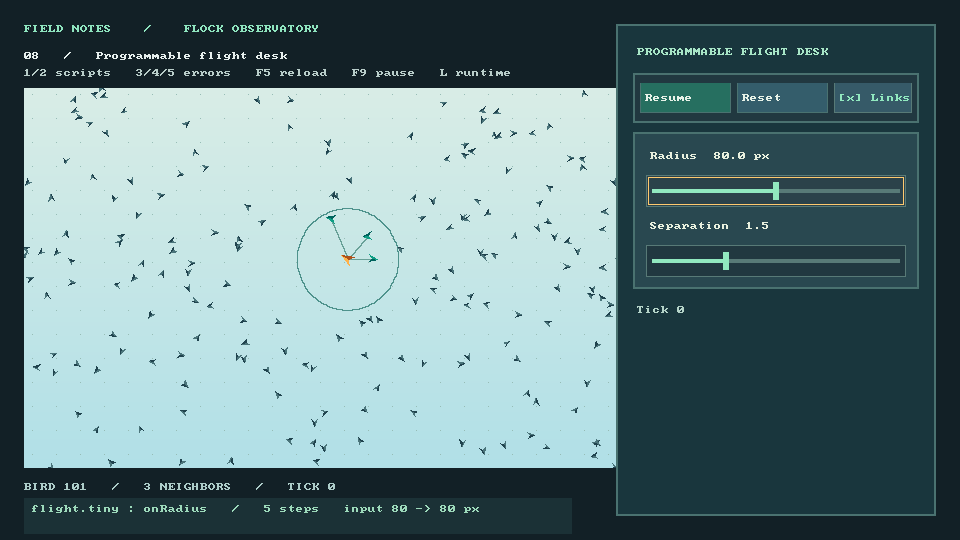 FIELD NOTES / FLOCK OBSERVATORY
08 / Programmable flight desk
1/2 scripts 3/4/5 errors F5 reload F9 pause L runtime
PROGRAMMABLE FLIGHT DESK
Resume Reset [x] Links
Radius 80.0 px
Separation 1.5
Tick 0
BIRD 101 / 3 NEIGHBORS / TICK 0
flight.tiny : onRadius / 5 steps input 80 -> 80 px